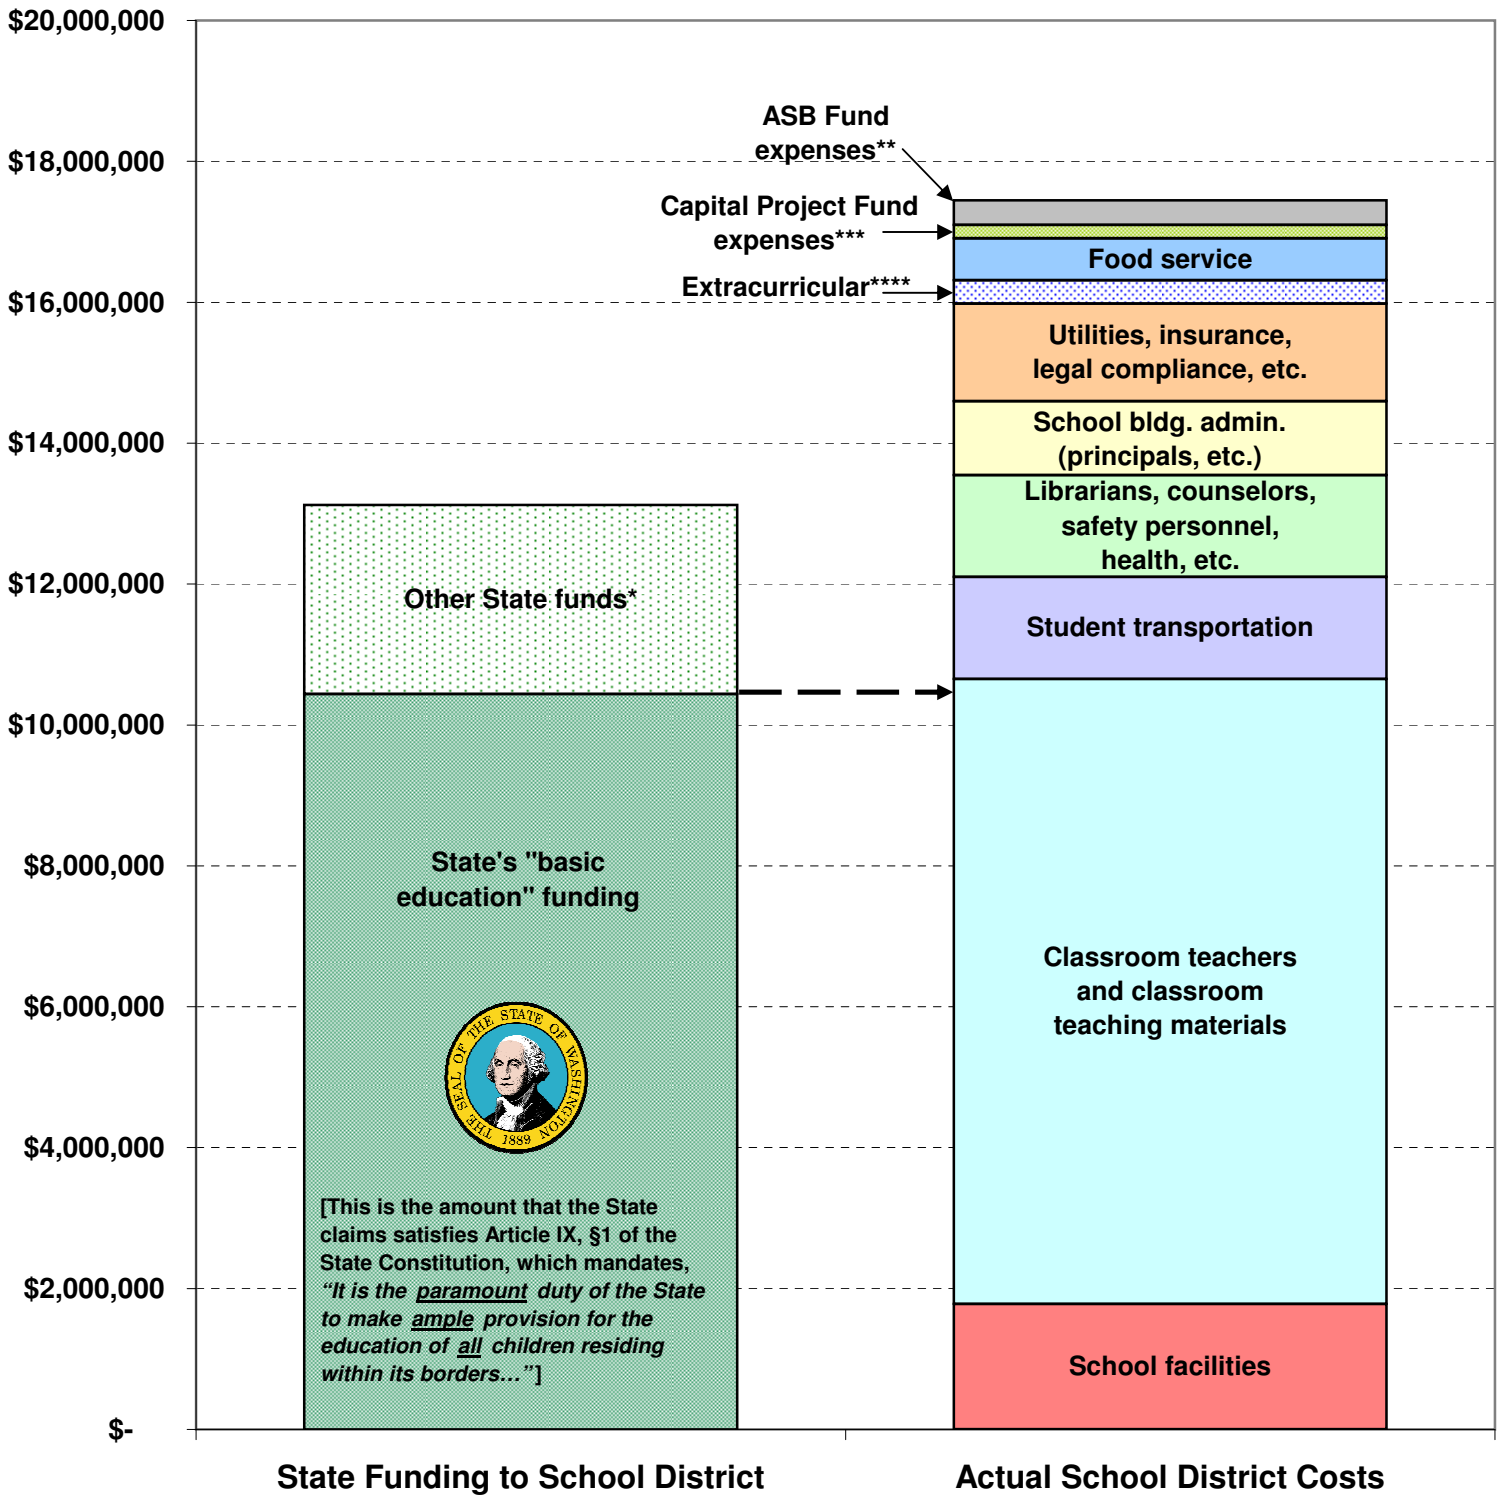 $20,000,000
$18,000,000
$16,000,000
$14,000,000
$12,000,000
$10,000,000
$8,000,000
$6,000,000
$4,000,000
$2,000,000
$-
Other State funds*
State's "basic
education" funding
THE SEAL OF THE STATE OF WASHINGTON
1889
[This is the amount that the State
claims satisfies Article IX, §1 of the
State Constitution, which mandates,
“It is the paramount duty of the State
to make ample provision for the
education of all children residing
within its borders…”]
ASB Fund
expenses**
Capital Project Fund
expenses***
Extracurricular****
Food service
Utilities, insurance,
legal compliance, etc.
School bldg. admin.
(principals, etc.)
Librarians, counselors,
safety personnel,
health, etc.
Student transportation
Classroom teachers
and classroom
teaching materials
School facilities
State Funding to School District
Actual School District Costs